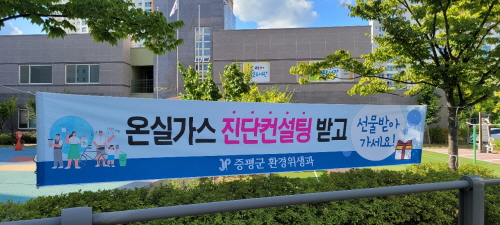 온실가스 진단컨설팅 받고
선물받아
가세요!
증평군 환경위생과